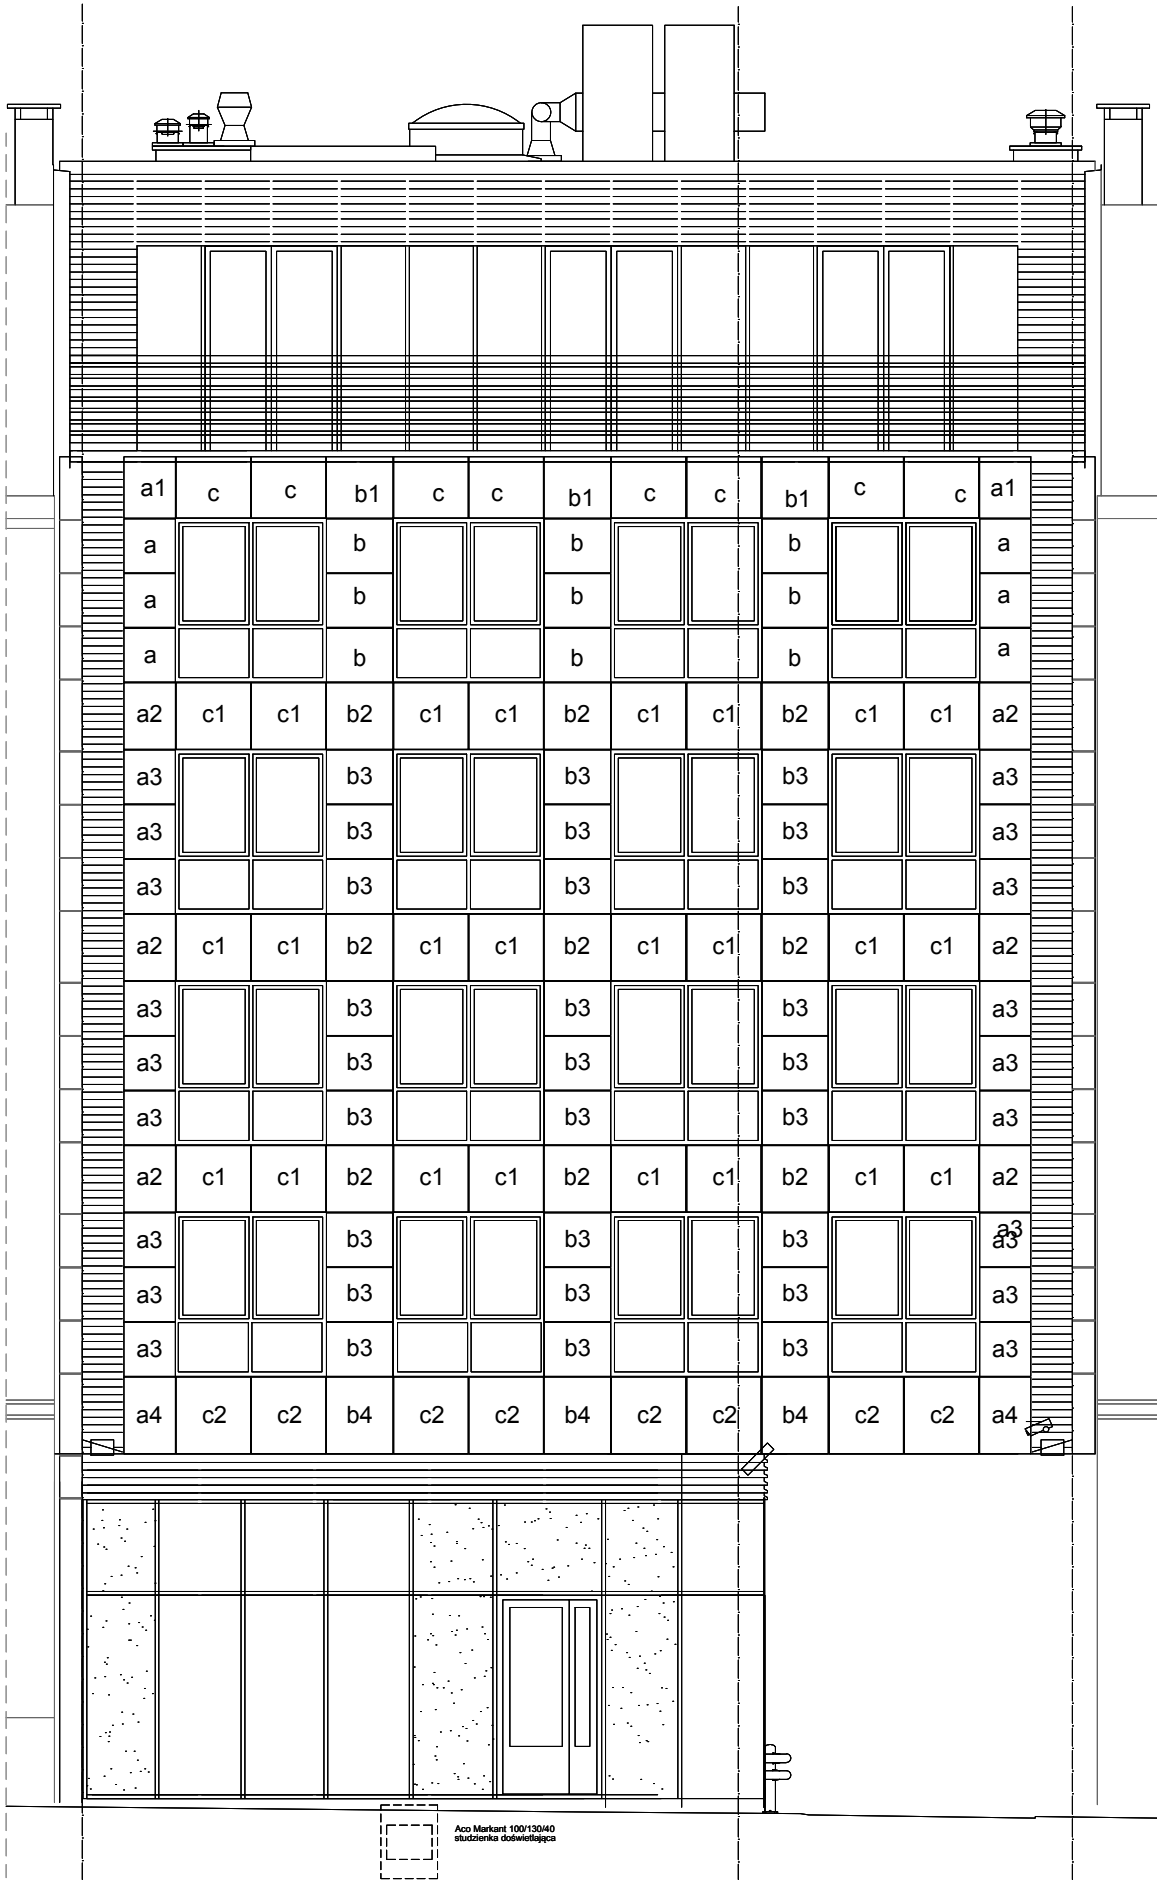 a1 c c b1 c c b1 c c b1 c c a1
a b b b a
a b b b a
a b b b a
a2 c1 c1 b2 c1 c1 b2 c1 c1 b2 c1 c1 a2
a3 b3 b3 b3 a3
a3 b3 b3 b3 a3
a3 b3 b3 b3 a3
a2 c1 c1 b2 c1 c1 b2 c1 c1 b2 c1 c1 a2
a3 b3 b3 b3 a3
a3 b3 b3 b3 a3
a3 b3 b3 b3 a3
a2 c1 c1 b2 c1 c1 b2 c1 c1 b2 c1 c1 a2
a3
a3 b3 b3 b3 a3
a3 b3 b3 b3 a3
a3 b3 b3 b3 a3
a4 c2 c2 b4 c2 c2 b4 c2 c2 b4 c2 c2 a4
Aco Markant 100/130/40
studzienka doświetlająca